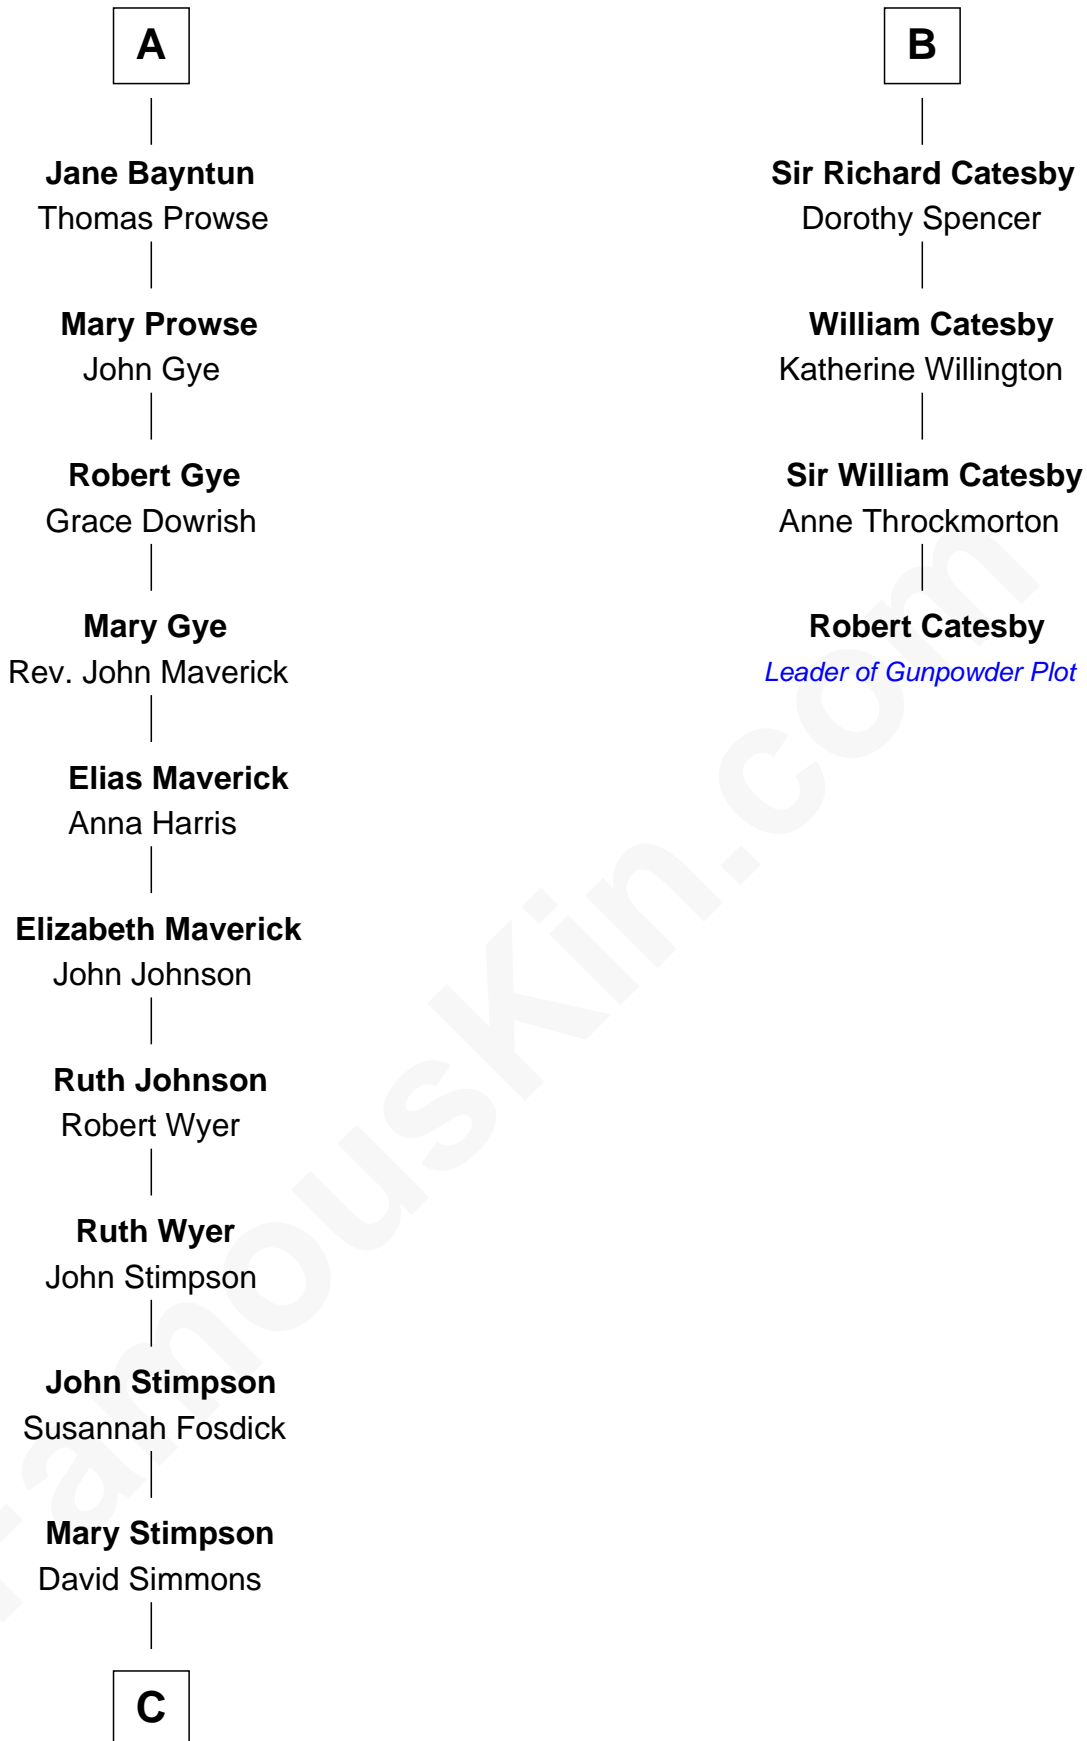 A
Jane Bayntun
Thomas Prowse
Mary Prowse
John Gye
Robert Gye
Grace Dowrish
Mary Gye
Rev. John Maverick
Elias Maverick
Anna Harris
Elizabeth Maverick
John Johnson
Ruth Johnson
Robert Wyer
Ruth Wyer
John Stimpson
John Stimpson
Susannah Fosdick
Mary Stimpson
David Simmons
C
B
Sir Richard Catesby
Dorothy Spencer
William Catesby
Katherine Willington
Sir William Catesby
Anne Throckmorton
Robert Catesby
Leader of Gunpowder Plot
FamousKin.com